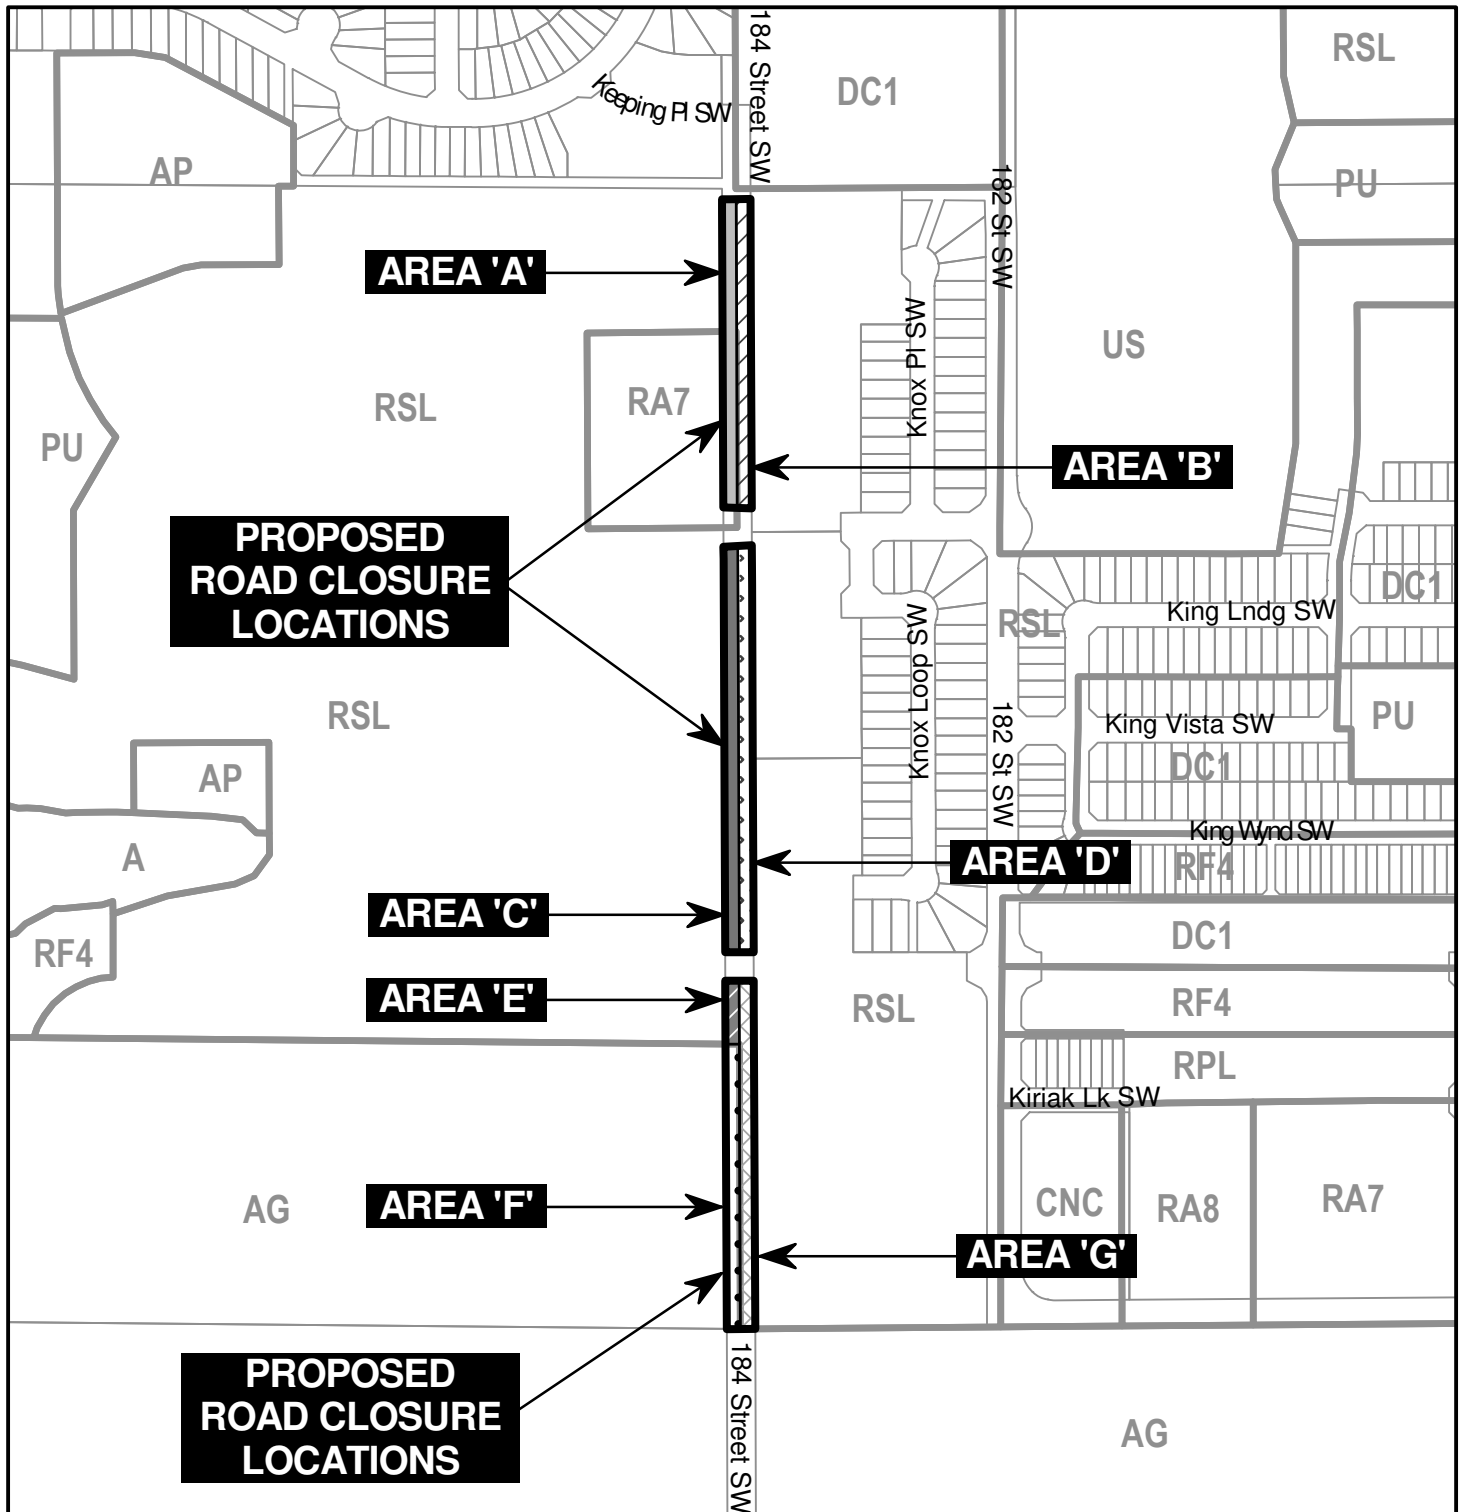 184 Street SW
RSL
DC1
Keeping Pl SW
AP
PU
182 St SW
AREA 'A'
Knox Pl SW
US
RSL
RA7
PU
AREA 'B'
PROPOSED
ROAD CLOSURE
LOCATIONS
DC1
King Lndg SW
RSL
Knox Loop SW
RSL
182 St SW
PU
King Vista SW
DC1
AP
King Wynd SW
A
AREA 'D'
RF4
AREA 'C'
DC1
RF4
AREA 'E'
RSL
RF4
RPL
Kiriak Lk SW
AG
AREA 'F'
CNC
RA8
RA7
AREA 'G'
PROPOSED
ROAD CLOSURE
LOCATIONS
184 Street SW
AG